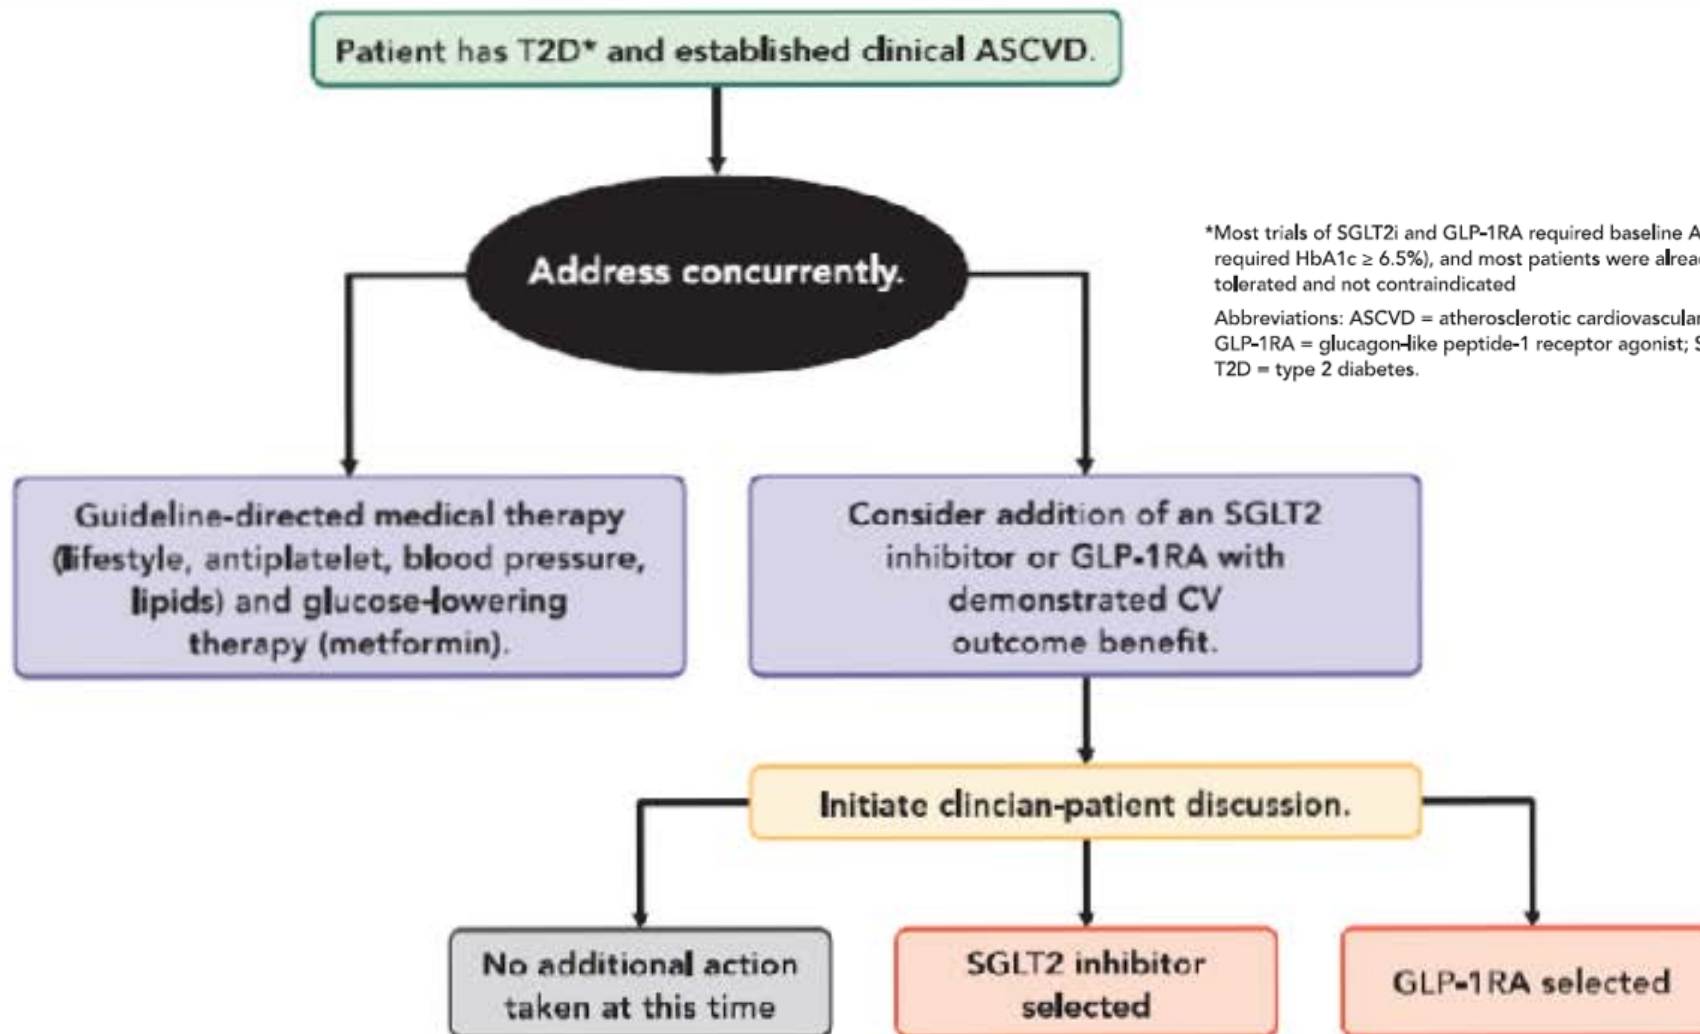 Patient has T2D* and established clinical ASCVD.
Address concurrently.
*Most trials of SGLT2i and GLP-1RA required baseline
required HbA1c ≥ 6.5%), and most patients were
tolerated and not contraindicated
Abbreviations: ASCVD = atherosclerotic cardiovascular
GLP-1RA = glucagon-like peptide-1 receptor agonist;
T2D = type 2 diabetes.
Guideline-directed medical therapy
(lifestyle, antiplatelet, blood pressure,
lipids) and glucose-lowering
therapy (metformin).
Consider addition of an SGLT2
inhibitor or GLP-1RA with
demonstrated CV
outcome benefit.
Initiate clincian-patient discussion.
No additional action
taken at this time
SGLT2 inhibitor
selected
GLP-1RA selected